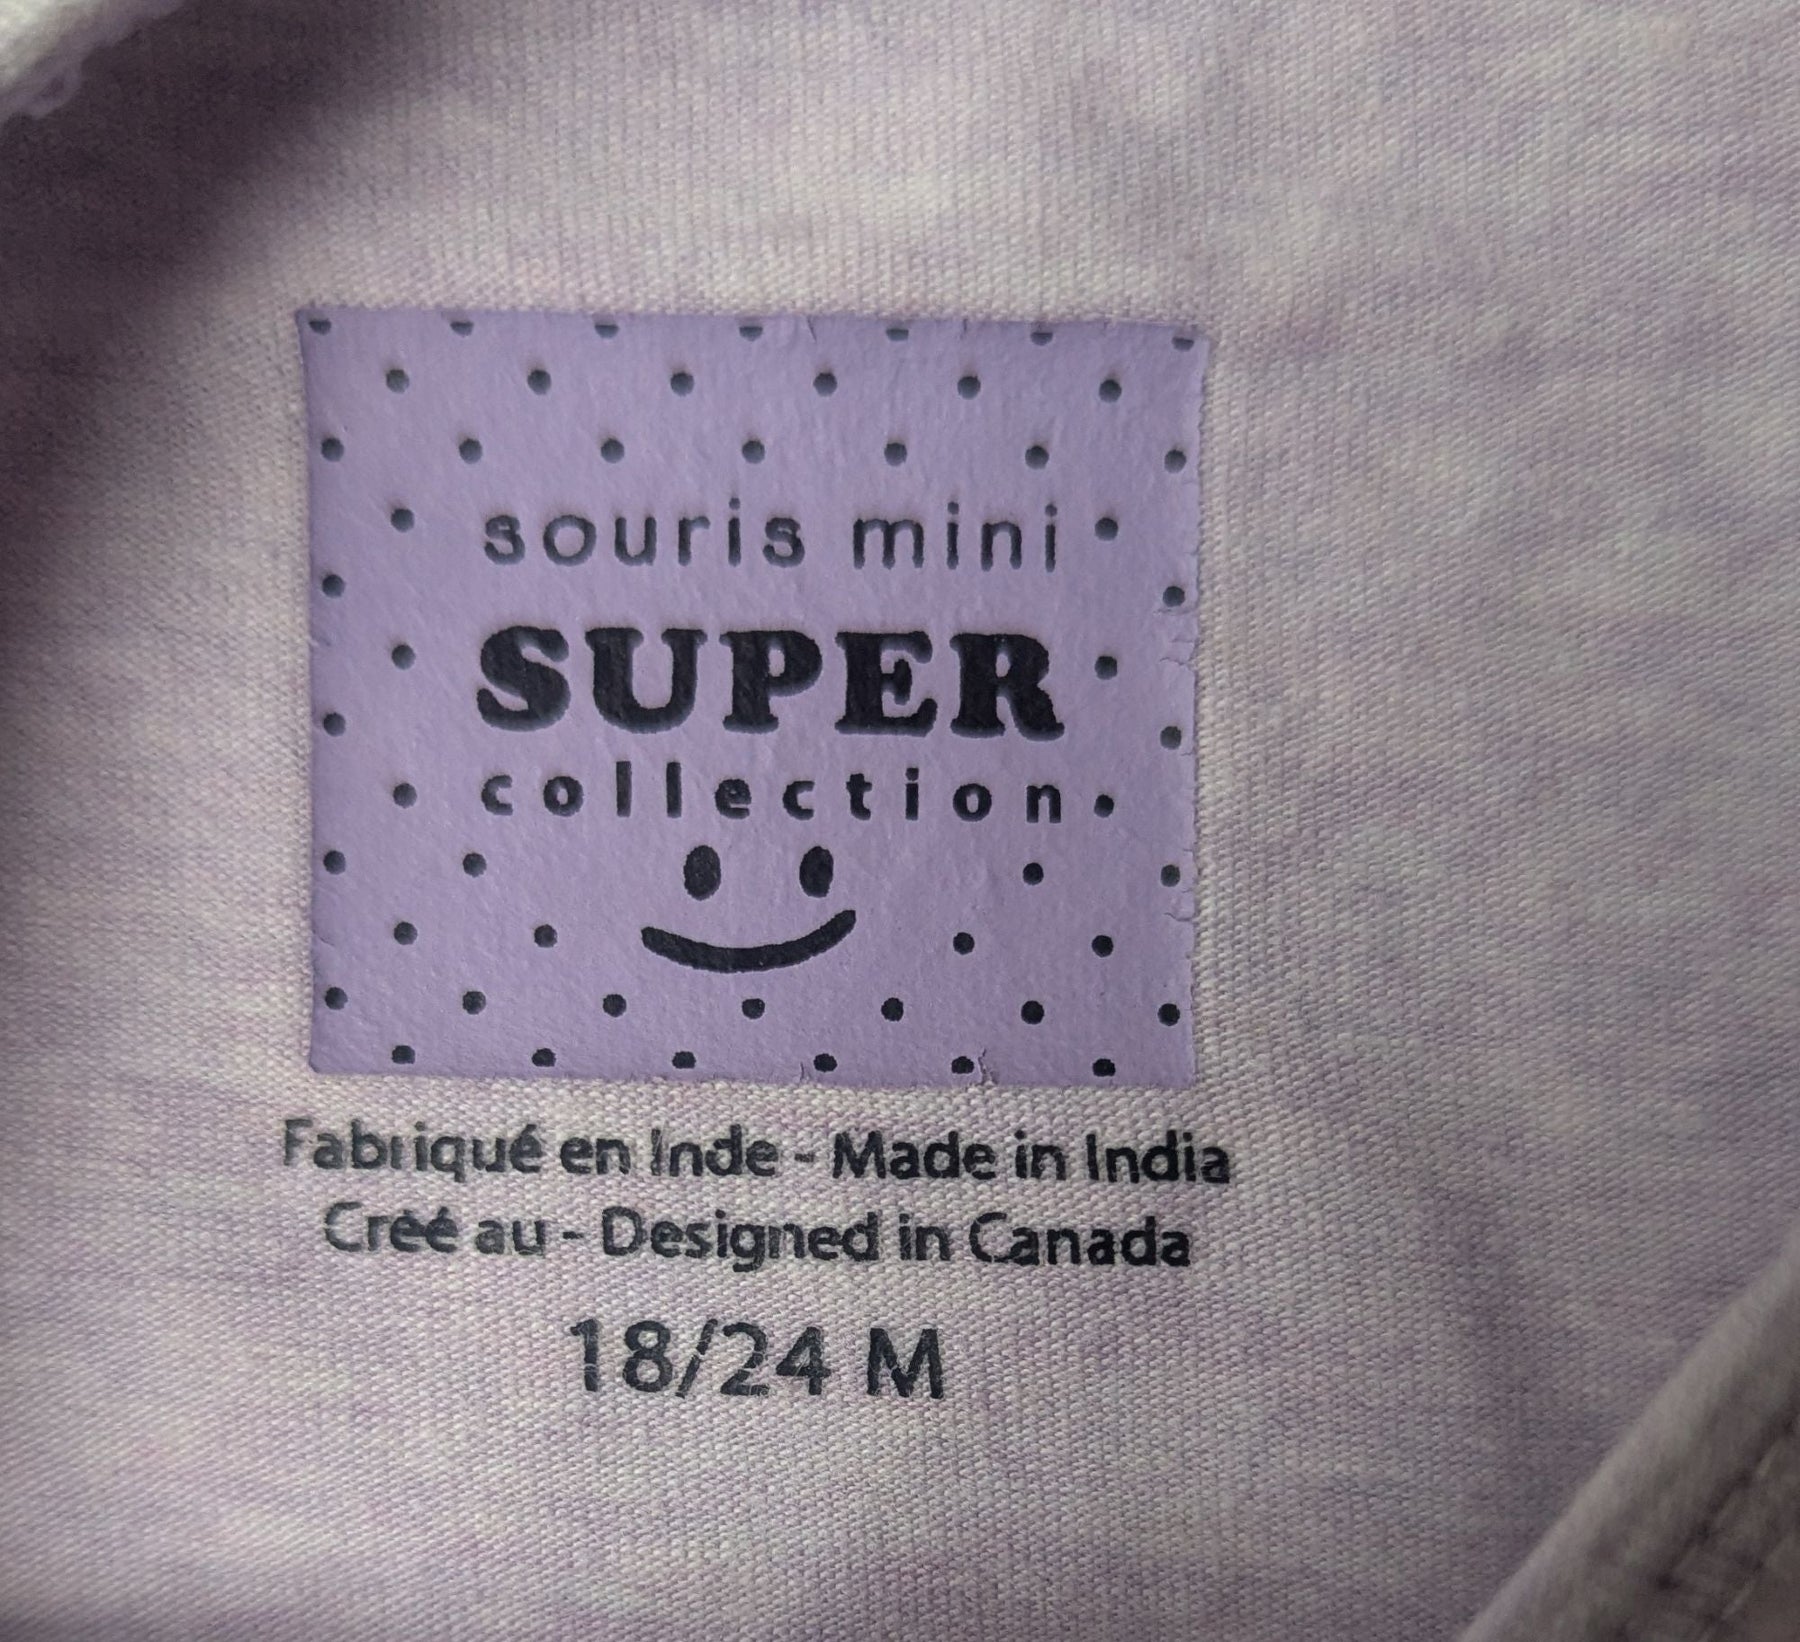 souris mini
SUPER
collection
Fabriqué en Inde - Made in India
Créé au - Designed in Canada
18/24 M